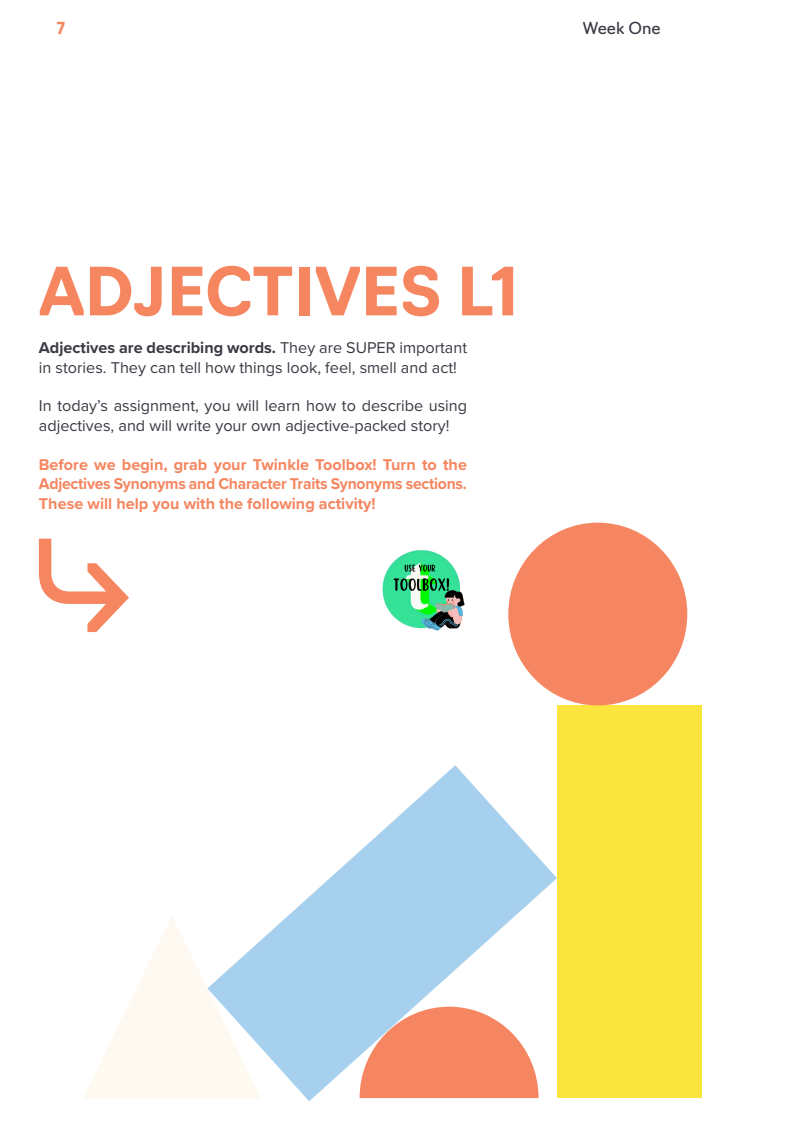 7
Week One
ADJECTIVES L1
Adjectives are describing words. They are SUPER important
in stories. They can tell how things look, feel, smell and act!
In today's assignment, you will learn how to describe using
adjectives, and will write your own adjective-packed story!
Before we begin, grab your Twinkle Toolbox! Turn to the
Adjectives Synonyms and Character Traits Synonyms sections.
These will help you with the following activity!
USE YOUR
t
TOOLBOX!